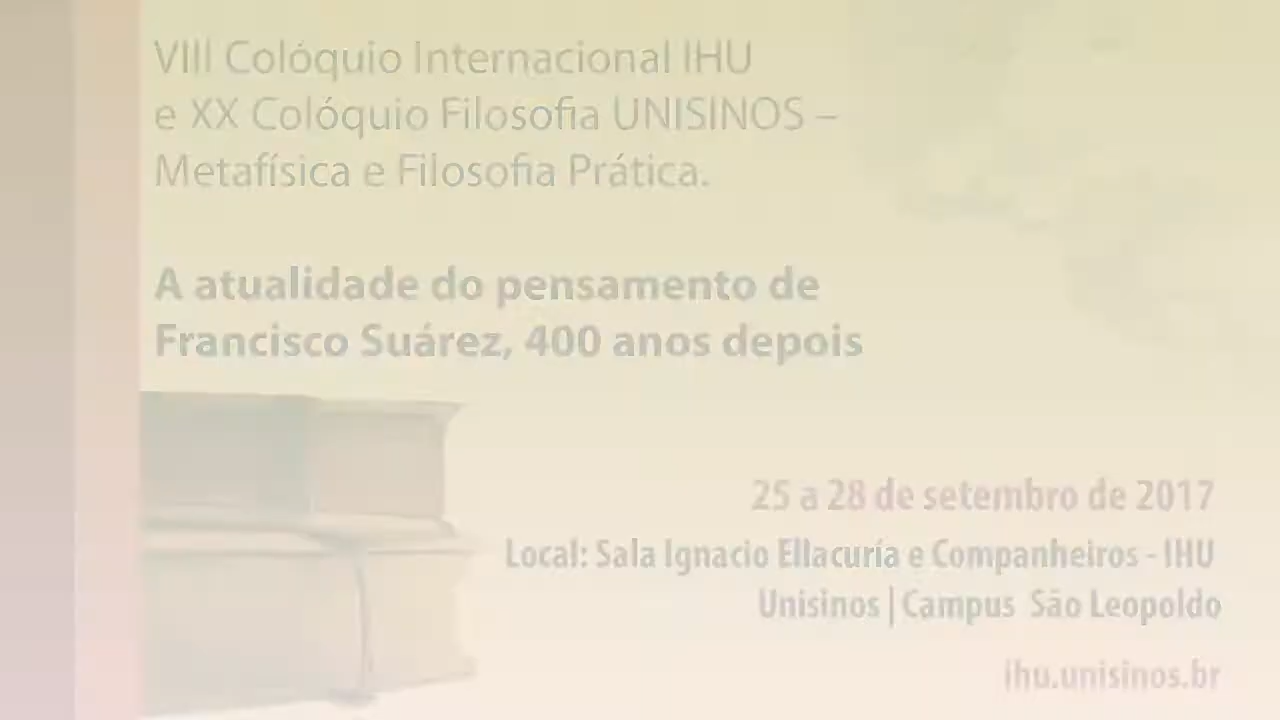 VIII Colóquio Internacional IHU
e XX Colóquio Filosofia UNISINOS –
Metafísica e Filosofia Prática.
A atualidade do pensamento de
Francisco Suárez, 400 anos depois
25 a 28 de setembro de 2017
Local: Sala Ignacio Ellacuría e Companheiros - IHU
Unisinos | Campus São Leopoldo
ihu.unisinos.br